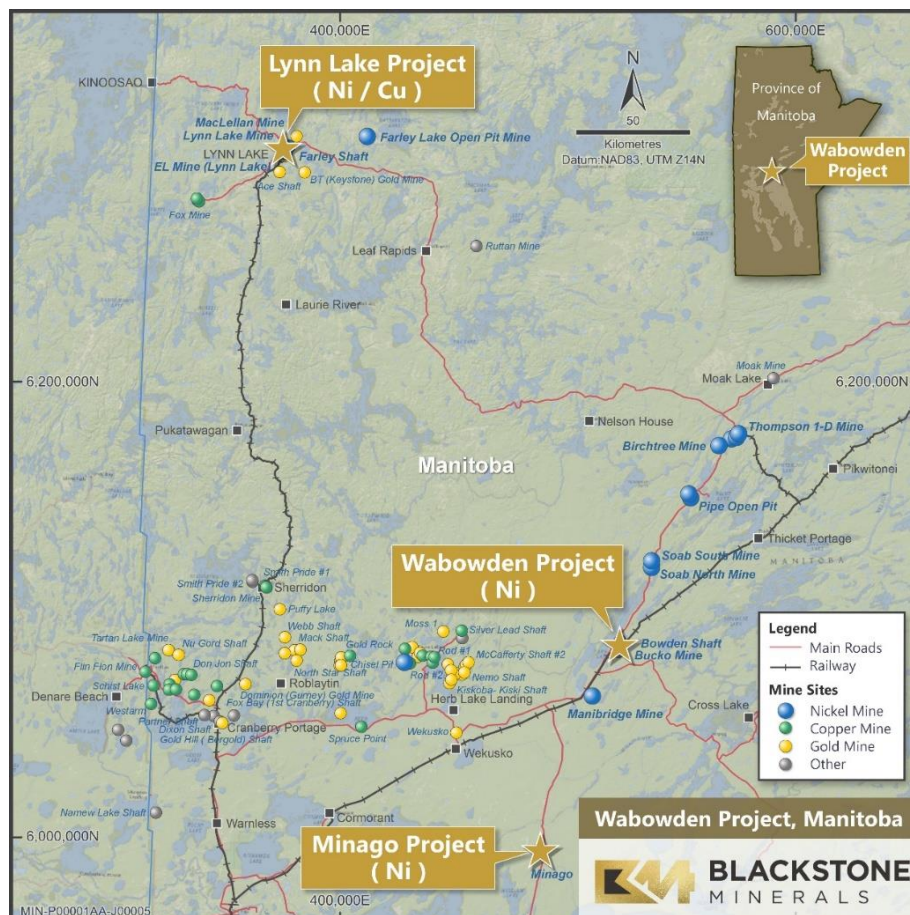 400,000E
600,000E
KINOOSAO
Lynn Lake Project
( Ni / Cu )
N
50
Kilometres
Datum:NAD83, UTM Z14N
Province of
Manitoba
Wabowden
Project
MacLellan Mine
Lynn Lake Mine
LYNN LAKE
Farley Shaft
EL Mine (Lynn Lake)
Farley Lake Open Pit Mine
Ace Shaft
BT (Keystone) Gold Mine
Fox Mine
Leaf Rapids
Ruttan Mine
Laurie River
6,200,000N
6,200,000N
Moak Mine
Moak Lake
Nelson House
Pukatawagan
Thompson 1-D Mine
Birchtree Mine
Manitoba
Pikwitonei
Pipe Open Pit
Thicket Portage
MANITOBA
Wabowden Project
( Ni )
Soab South Mine
Soab North Mine
Smith Pride #1
Smith Pride #2
Sherridon
Sherridon Mine
Puffy Lake
Webb Shaft
Mack Shaft
Gold Rock
Moss 1
Silver Lead Shaft
Tartan Lake Mine
Nu Gord Shaft
Rod #1
McCafferty Shaft #2
Chisel Pit
Bowden Shaft
Bucko Mine
Flin Flon Mine
Don Jon Shaft
North Star Shaft
Rod #2
Nemo Shaft
Schist Lake
Roblaytin
Kiskoba- Kiski Shaft
Denare Beach
Dominion (Gurney) Gold Mine
Westarm
Fox Bay (1st Cranberry) Shaft
Herb Lake Landing
Manibridge Mine
Cross Lake
Partner Shaft
Dixon Shaft
Cranberry Portage
Gold Hill (Bergold) Shaft
Spruce Point
Wekusko
Wekusko
Namew Lake Shaft
Warnless
Cormorant
6,000,000N
Minago Project
( Ni )
Minago
Legend
Main Roads
Railway
Mine Sites
Nickel Mine
Copper Mine
Gold Mine
Other
Wabowden Project, Manitoba
BLACKSTONE
MINERALS
MIN-P00001AA-J00005
400,000E